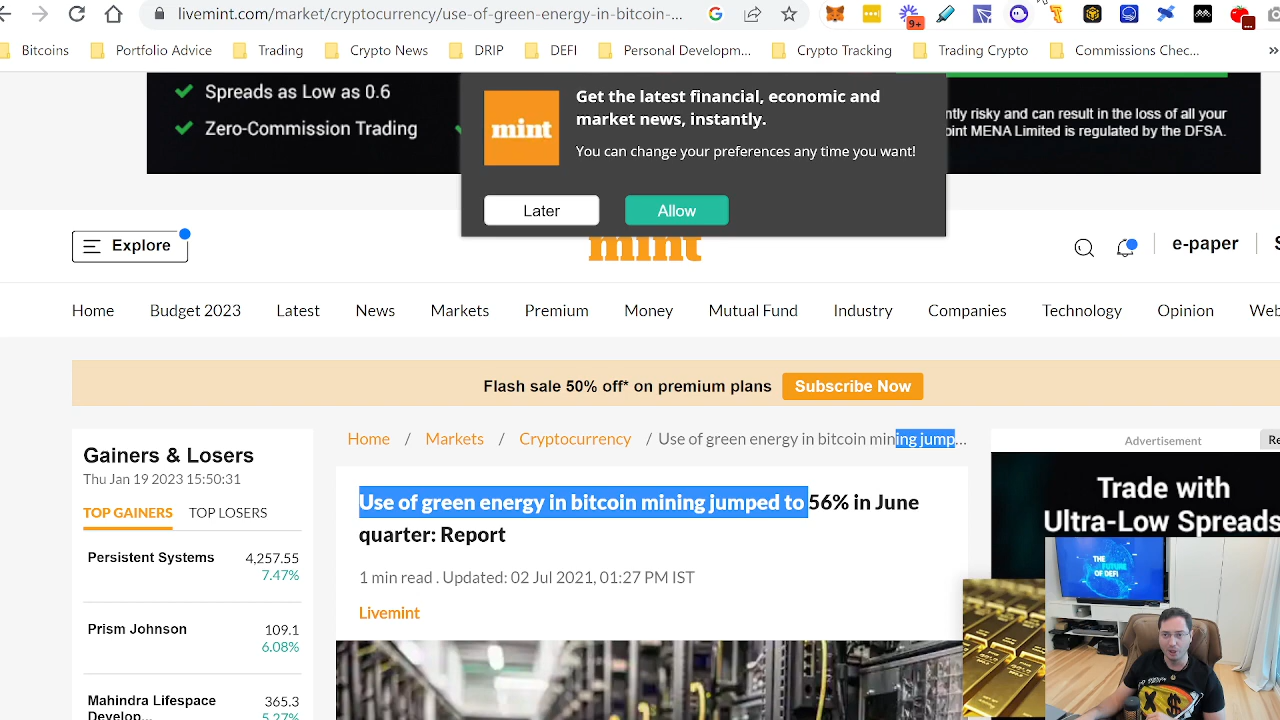 livemint.com/market/cryptocurrency/use-of-green-energy-in-bitcoin-...
9+
Bitcoins
Portfolio Advice
Trading
Crypto News
DRIP
DEFI
Personal Developm...
Crypto Tracking
Trading Crypto
Commissions Chec...
»
Spreads as Low as 0.6
Zero-Commission Trading
mint
Get the latest financial, economic and
market news, instantly.
You can change your preferences any time you want!
Later
Allow
ntly risky and can result in the loss of all your
oint MENA Limited is regulated by the DFSA.
Explore
mint
e-paper
S
Home
Budget 2023
Latest
News
Markets
Premium
Money
Mutual Fund
Industry
Companies
Technology
Opinion
Web
Flash sale 50% off* on premium plans
Subscribe Now
Home / Markets / Cryptocurrency / Use of green energy in bitcoin mining jump...
Use of green energy in bitcoin mining jumped to 56% in June
quarter: Report
1 min read . Updated: 02 Jul 2021, 01:27 PM IST
Livemint
Gainers & Losers
Thu Jan 19 2023 15:50:31
TOP GAINERS
TOP LOSERS
Persistent Systems
4,257.55
7.47%
Prism Johnson
109.1
6.08%
Mahindra Lifespace
Develop...
365.3
5.27%
Advertisement
Re
Trade with
Ultra-Low Spreads
THE
FUTURE
OF DEFI